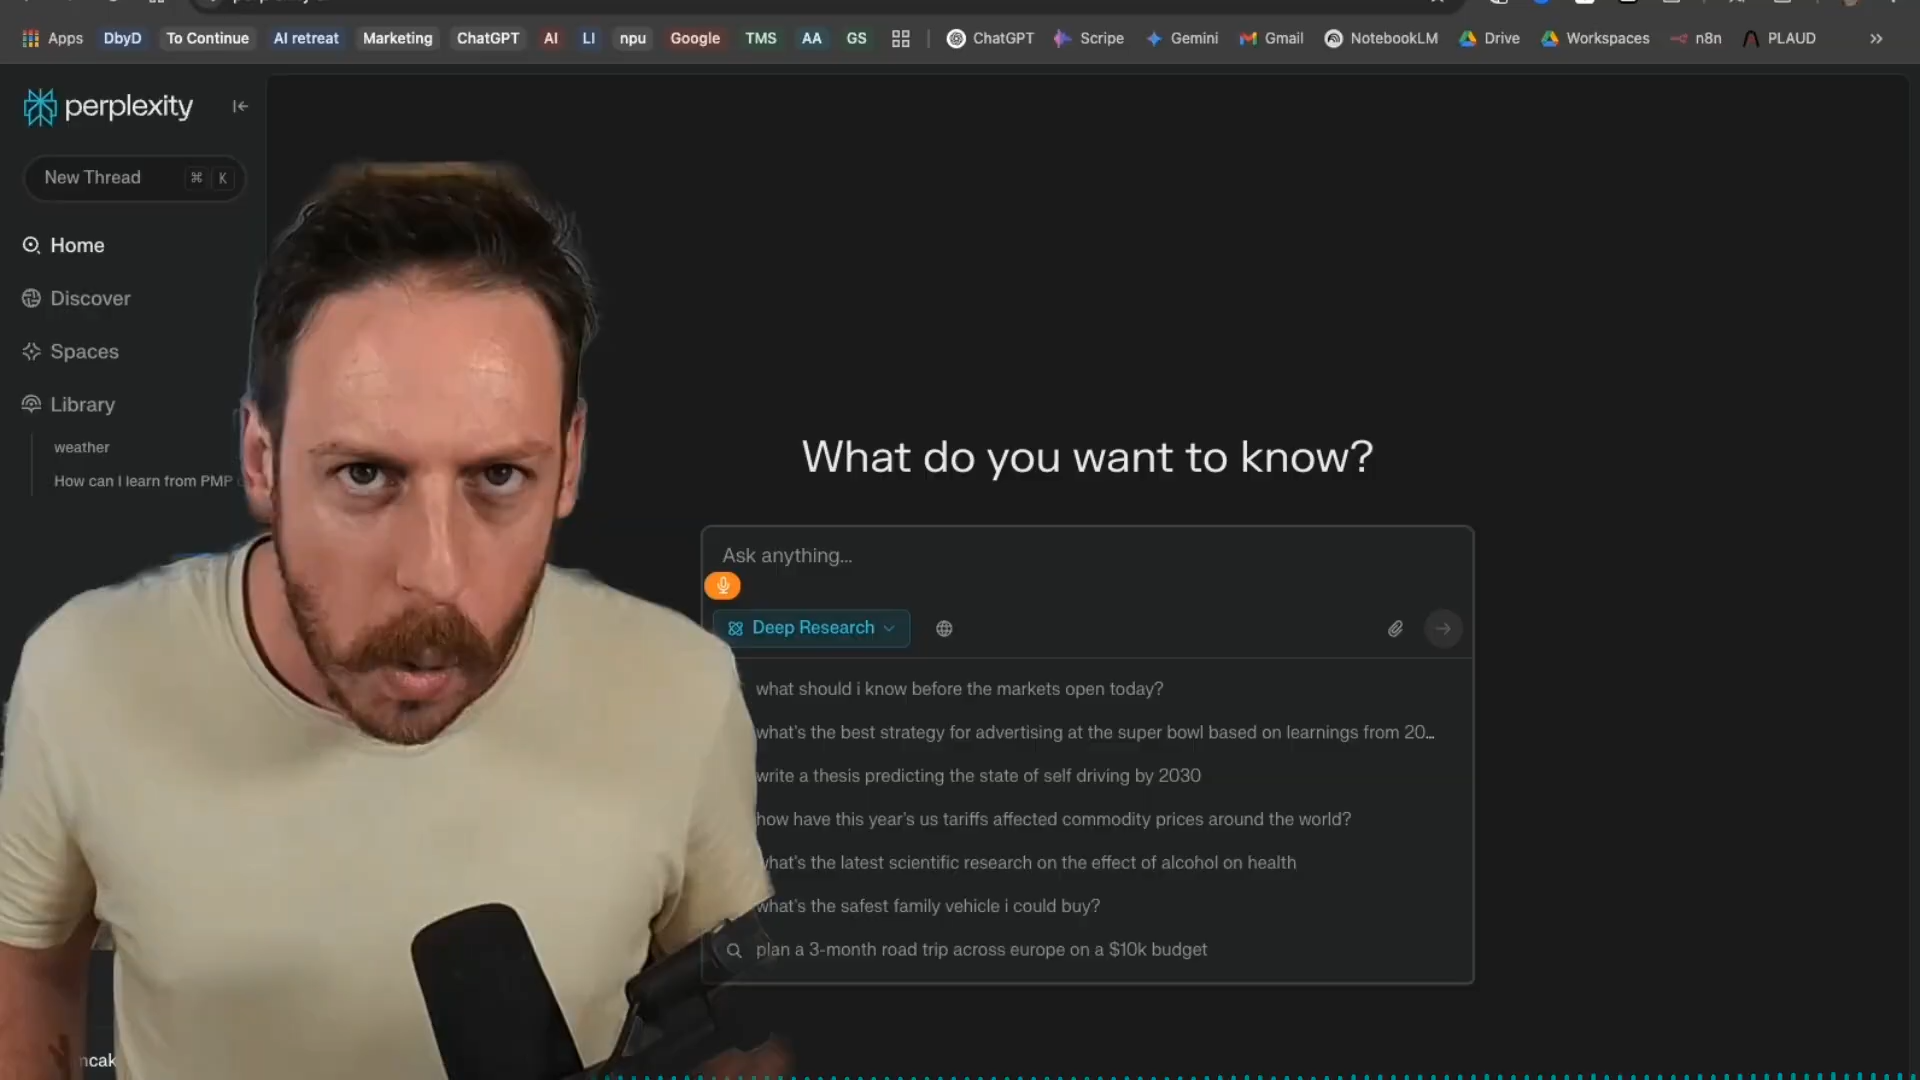 Apps DbyD To Continue AI retreat Marketing ChatGPT AI LI npu Google TMS AA GS ChatGPT Scripe Gemini Gmail NotebookLM Drive Workspaces n8n PLAUD
perplexity
New Thread ⌘ K
Home
Discover
Spaces
Library
weather
How can I learn from PMP
What do you want to know?
Ask anything...
Deep Research
what should i know before the markets open today?
what's the best strategy for advertising at the super bowl based on learnings from 20...
write a thesis predicting the state of self driving by 2030
how have this year's us tariffs affected commodity prices around the world?
what's the latest scientific research on the effect of alcohol on health
what's the safest family vehicle i could buy?
plan a 3-month road trip across europe on a $10k budget